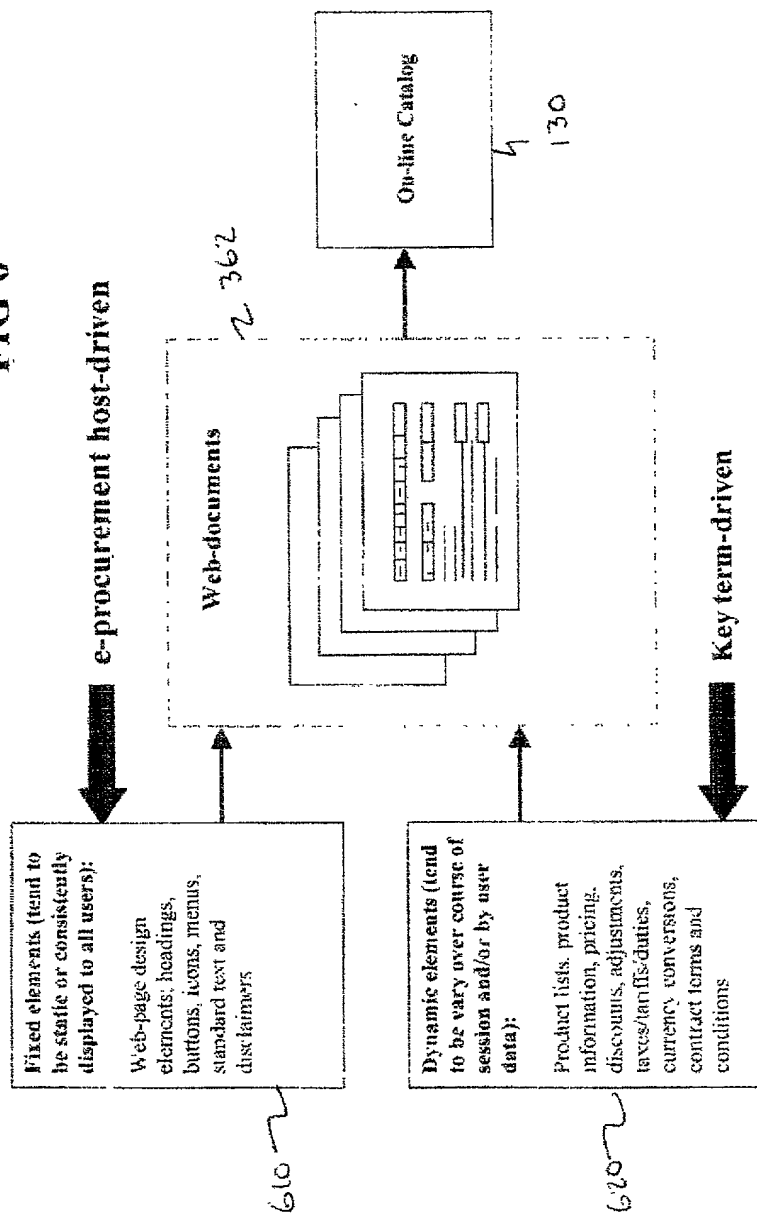 FIG 6
e-procurement host-driven
Fixed elements (tend to
be static or consistently
displayed to all users):
Web-page design
elements; headings,
buttons, icons, menus,
standard text and
disclaimers
610
Web-documents
362
On-line Catalog
130
Dynamic elements (tend
to be vary over course of
session and/or by user
data):
Product lists, product
information, pricing,
discounts, adjustments,
taxes/tariffs/duties,
currency conversions,
contract terms and
conditions
620
Key term-driven